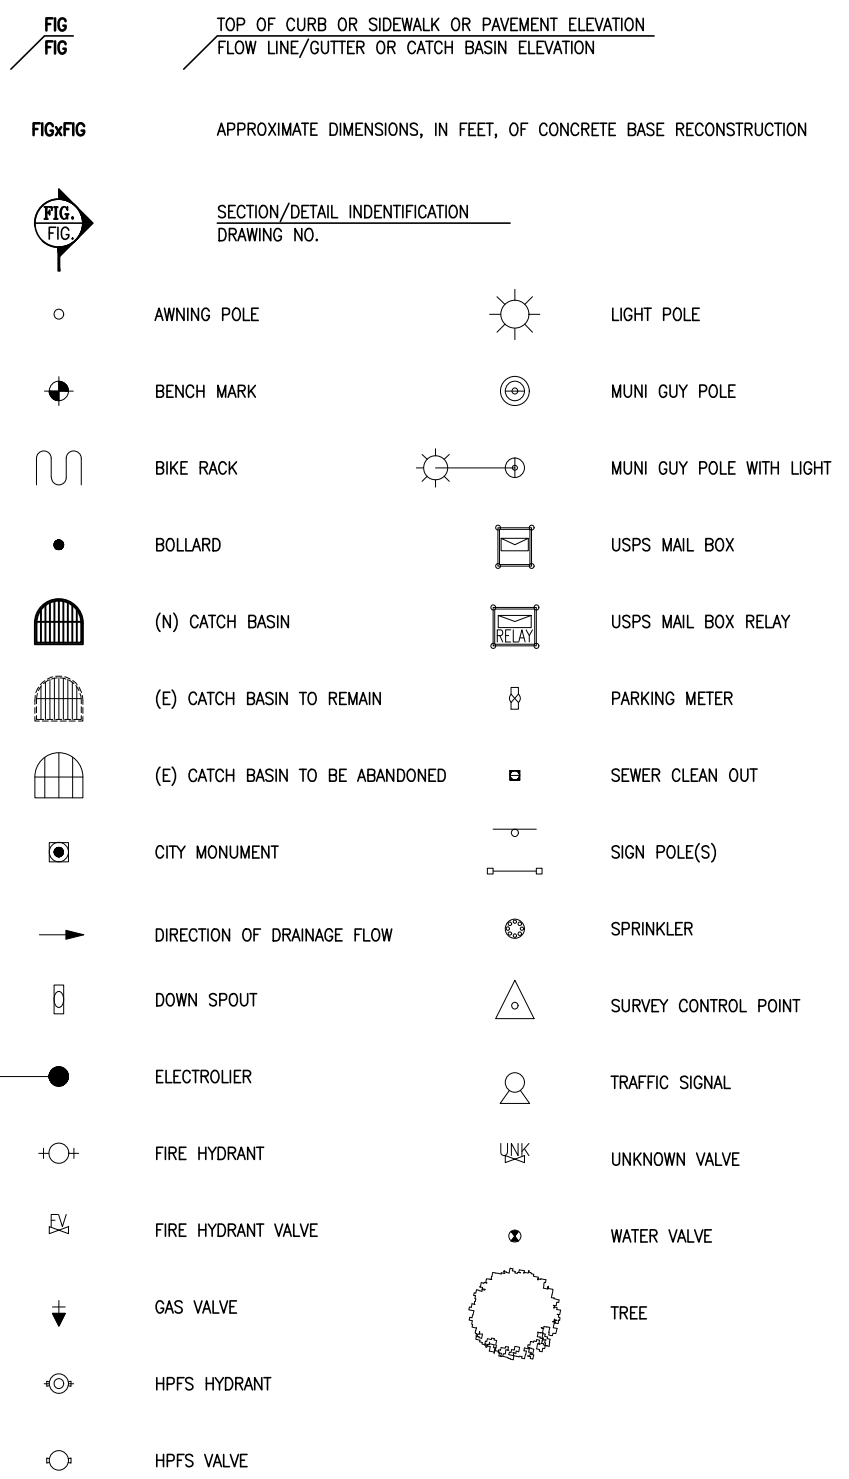 FIG
TOP OF CURB OR SIDEWALK OR PAVEMENT ELEVATION
FIG
FLOW LINE/GUTTER OR CATCH BASIN ELEVATION
FIGxFIG
APPROXIMATE DIMENSIONS, IN FEET, OF CONCRETE BASE RECONSTRUCTION
FIG.
SECTION/DETAIL INDENTIFICATION
FIG.
DRAWING NO.
AWNING POLE
LIGHT POLE
BENCH MARK
MUNI GUY POLE
BIKE RACK
MUNI GUY POLE WITH LIGHT
BOLLARD
USPS MAIL BOX
(N) CATCH BASIN
RELAY
USPS MAIL BOX RELAY
(E) CATCH BASIN TO REMAIN
PARKING METER
(E) CATCH BASIN TO BE ABANDONED
SEWER CLEAN OUT
CITY MONUMENT
SIGN POLE(S)
DIRECTION OF DRAINAGE FLOW
SPRINKLER
DOWN SPOUT
SURVEY CONTROL POINT
ELECTROLIER
TRAFFIC SIGNAL
FIRE HYDRANT
UNK
UNKNOWN VALVE
FV
FIRE HYDRANT VALVE
WATER VALVE
GAS VALVE
TREE
HPFS HYDRANT
HPFS VALVE